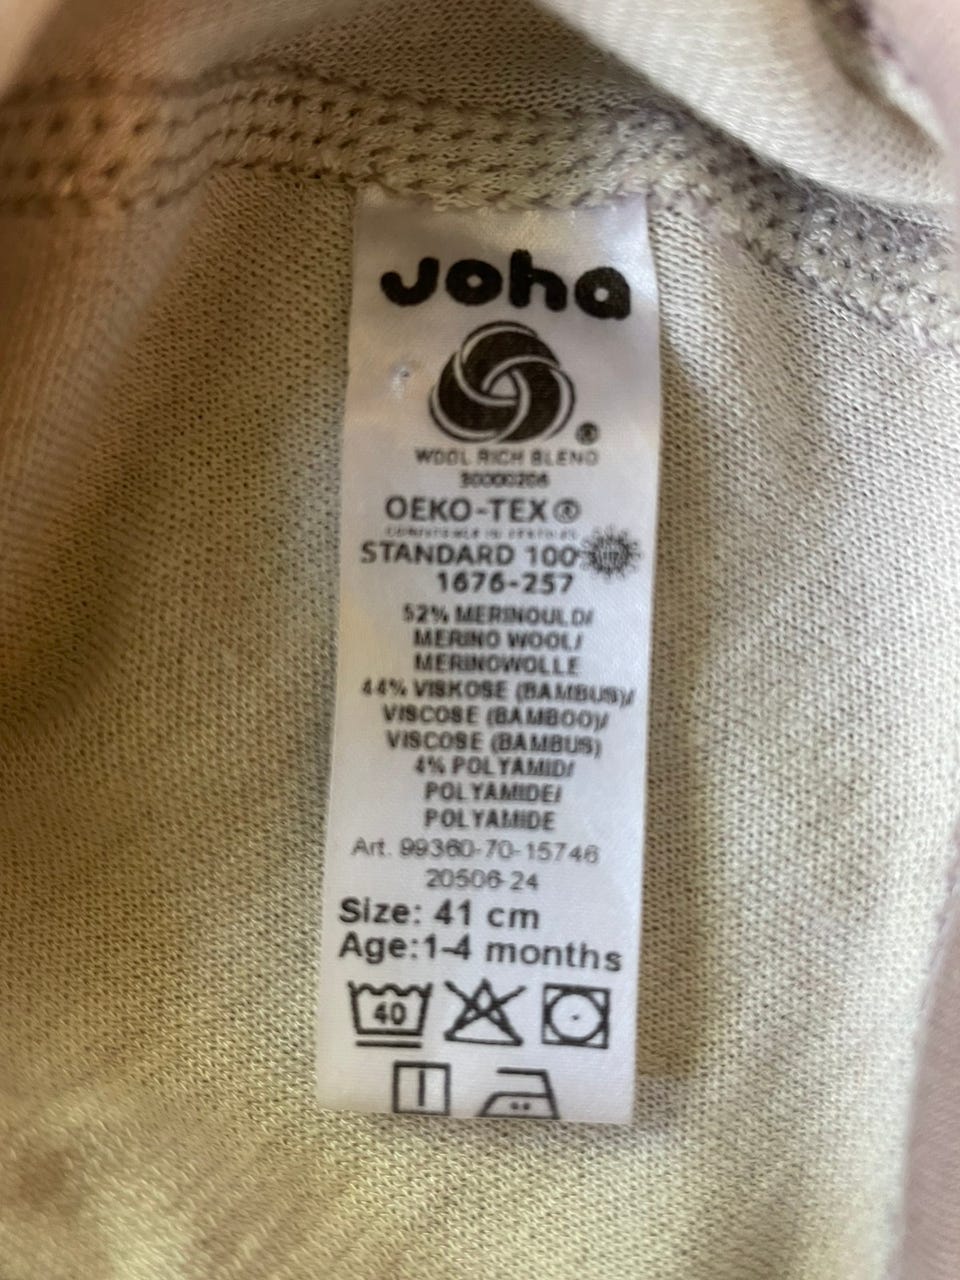 Joha
®
WOOL RICH BLEND
30000206
OEKO-TEX®
STANDARD 100
1676-257
52% MERINOULD/
MERINO WOOL/
MERINOWOLLE
44% VISKOSE (BAMBUS)/
VISCOSE (BAMBOO)/
VISCOSE (BAMBUS)
4% POLYAMID/
POLYAMIDE/
POLYAMIDE
Art. 99360-70-15746
20506-24
Size: 41 cm
Age:1-4 months
40